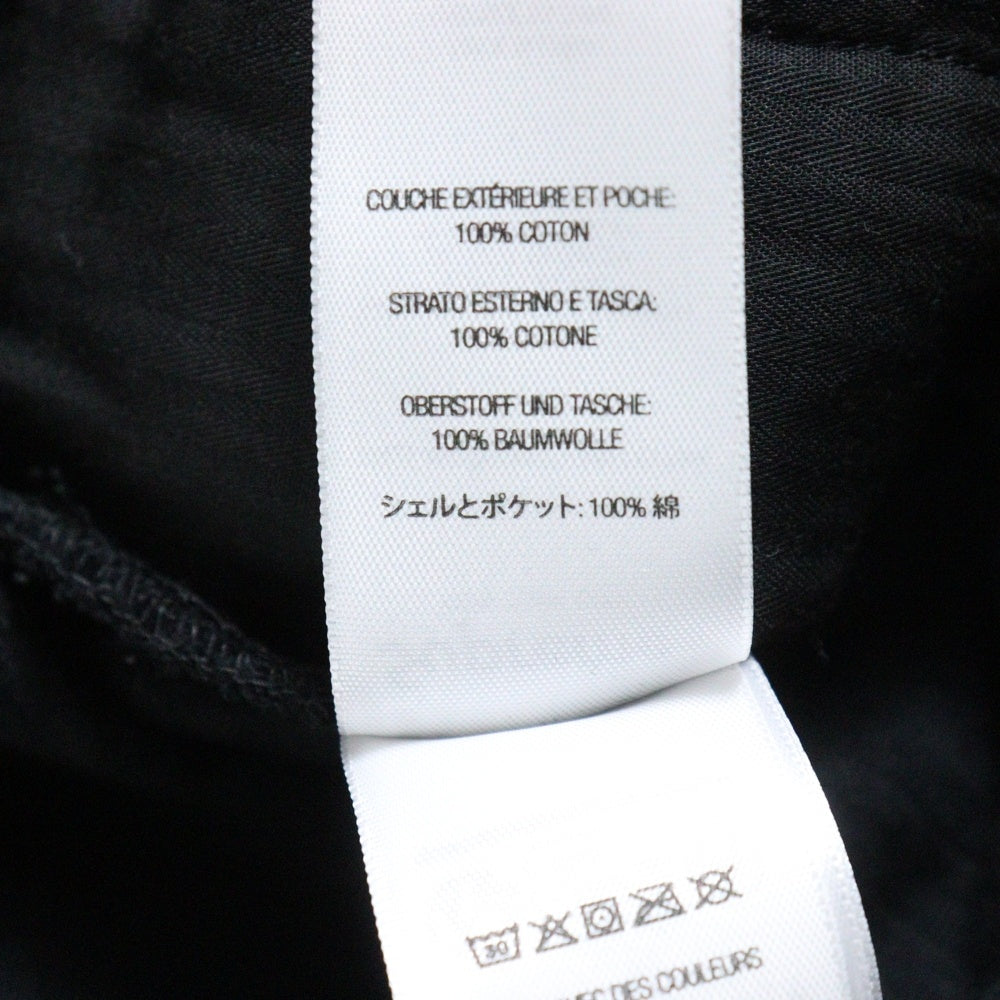 COUCHE EXTÉRIEURE ET POCHE:
100% COTON
STRATO ESTERNO E TASCA:
100% COTONE
OBERSTOFF UND TASCHE:
100% BAUMWOLLE
シェルとポケット: 100% 綿
30
DES COULEURS